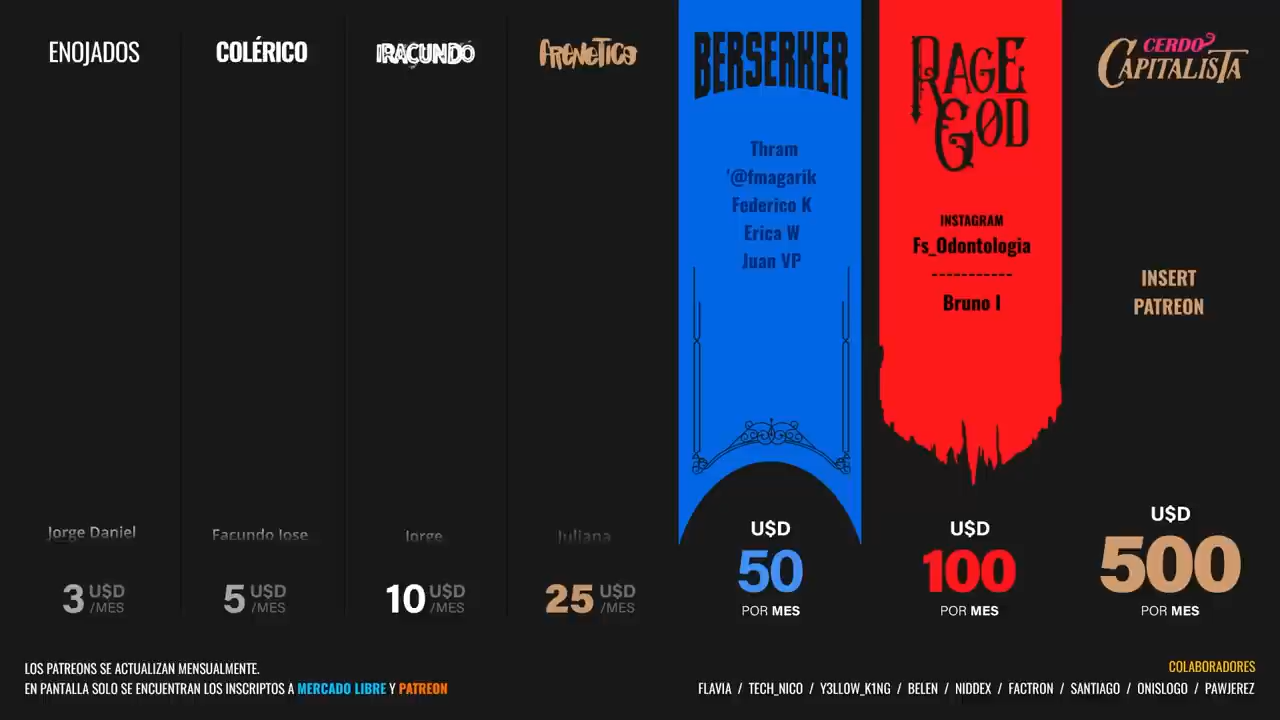 ENOJADOS
COLÉRICO
IRACUNDO
FRENETICO
BERSERKER
RAGE
GOD
CERDO
CAPITALISTA
Thram
'@fmagarik
Federico K
Erica W
Juan VP
INSTAGRAM
Fs_Odontologia
-----------
Bruno I
INSERT
PATREON
Jorge Daniel
Facundo Jose
Jorge
Juliana
3 U$D
/MES
5 U$D
/MES
10 U$D
/MES
25 U$D
/MES
U$D
50
POR MES
U$D
100
POR MES
U$D
500
POR MES
LOS PATREONS SE ACTUALIZAN MENSUALMENTE.
EN PANTALLA SOLO SE ENCUENTRAN LOS INSCRIPTOS A MERCADO LIBRE Y PATREON
COLABORADORES
FLAVIA / TECH_NICO / Y3LLOW_K1NG / BELEN / NIDDEX / FACTRON / SANTIAGO / ONISLOGO / PAWJEREZ